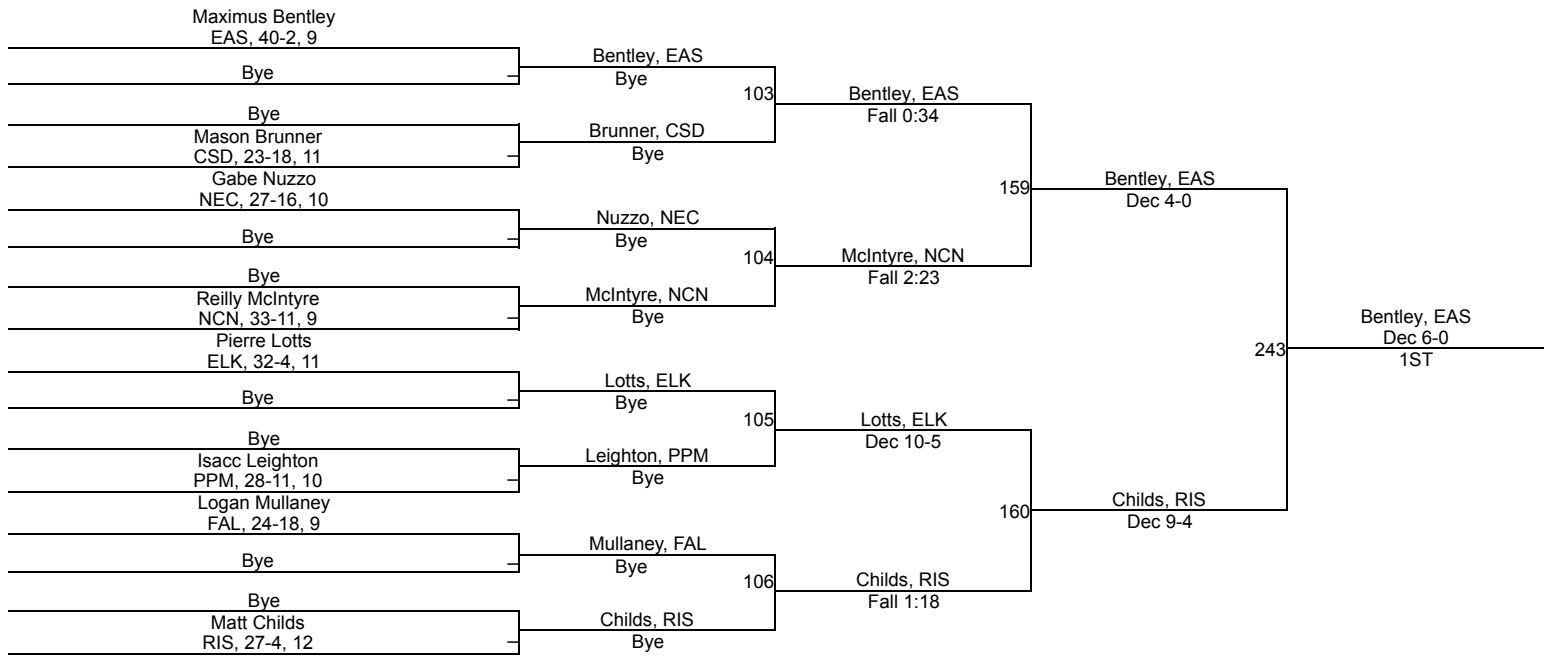 Maximus Bentley
EAS, 40-2, 9
Bye
Bye
Mason Brunner
CSD, 23-18, 11
Gabe Nuzzo
NEC, 27-16, 10
Bye
Bye
Reilly McIntyre
NCN, 33-11, 9
Pierre Lotts
ELK, 32-4, 11
Bye
Bye
Isacc Leighton
PPM, 28-11, 10
Logan Mullaney
FAL, 24-18, 9
Bye
Bye
Matt Childs
RIS, 27-4, 12
Bentley, EAS
Bye
103
Brunner, CSD
Bye
Nuzzo, NEC
Bye
104
McIntyre, NCN
Bye
Lotts, ELK
Bye
105
Leighton, PPM
Bye
Mullaney, FAL
Bye
106
Childs, RIS
Bye
Bentley, EAS
Fall 0:34
159
McIntyre, NCN
Fall 2:23
Lotts, ELK
Dec 10-5
160
Childs, RIS
Fall 1:18
Bentley, EAS
Dec 4-0
243
Childs, RIS
Dec 9-4
Bentley, EAS
Dec 6-0
1ST